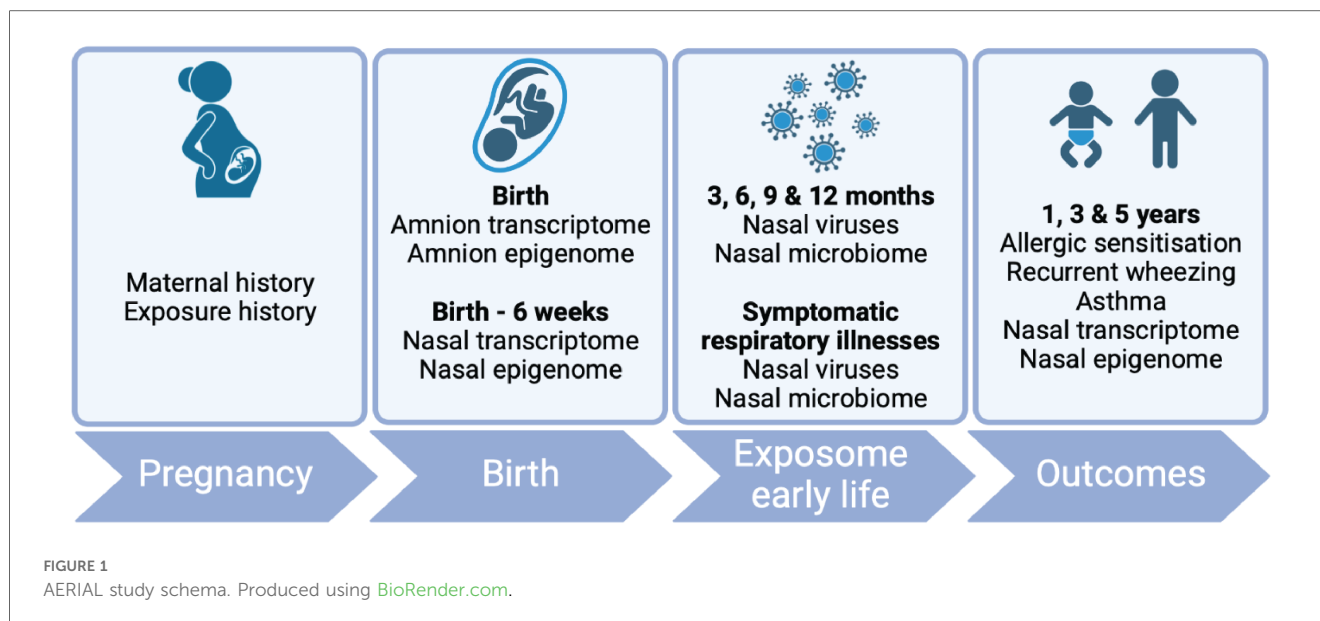 Maternal history
Exposure history
Birth
Amnion transcriptome
Amnion epigenome
Birth - 6 weeks
Nasal transcriptome
Nasal epigenome
3, 6, 9 & 12 months
Nasal viruses
Nasal microbiome
Symptomatic
respiratory illnesses
Nasal viruses
Nasal microbiome
1, 3 & 5 years
Allergic sensitisation
Recurrent wheezing
Asthma
Nasal transcriptome
Nasal epigenome
Pregnancy
Birth
Exposome
early life
Outcomes
FIGURE 1
AERIAL study schema. Produced using BioRender.com.